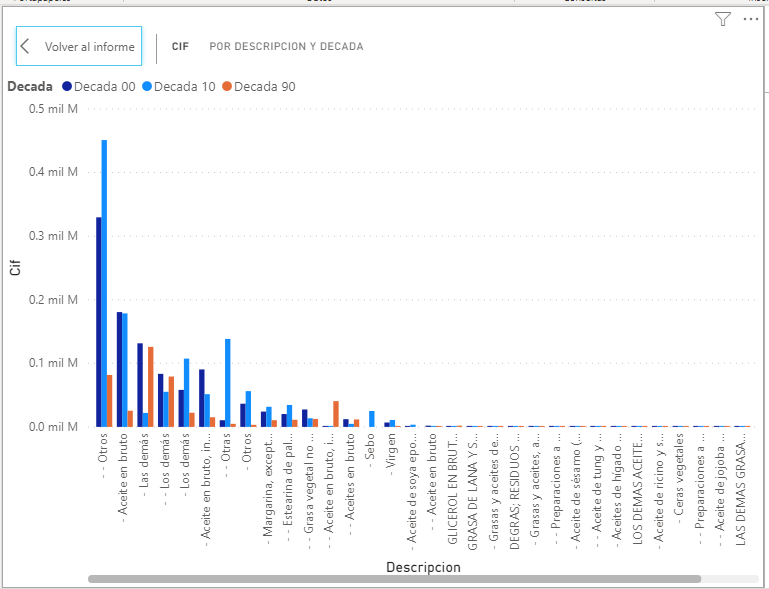 Volver al informe
CIF
POR DESCRIPCION Y DECADA
Decada Decada 00 Decada 10 Decada 90
0.5 mil M
0.4 mil M
0.3 mil M
0.2 mil M
0.1 mil M
0.0 mil M
Cif
- - Otros
- Aceite en bruto
- Las demás
- Los demás
- Los demás
- Aceite en bruto, in...
- - Otras
- Otros
- Margarina, except...
- - Estearina de pal...
- - Grasa vegetal no ...
- - Aceite en bruto, i...
- - Aceites en bruto
- Sebo
- Virgen
- Aceite de soya epo...
- - Aceite en bruto
GLICEROL EN BRUT...
GRASA DE LANA Y S...
- Grasas y aceites de...
DEGRAS; RESIDUOS ...
- Grasas y aceites, a...
- - Preparaciones a ...
- Aceite de sésamo (...
- - Aceite de tung y ...
- Aceites de hígado ...
LOS DEMAS ACEITE...
- Aceite de ricino y s...
- Ceras vegetales
- - Preparaciones a ...
- - Aceite de jojoba ...
LAS DEMAS GRASA...
Descripcion